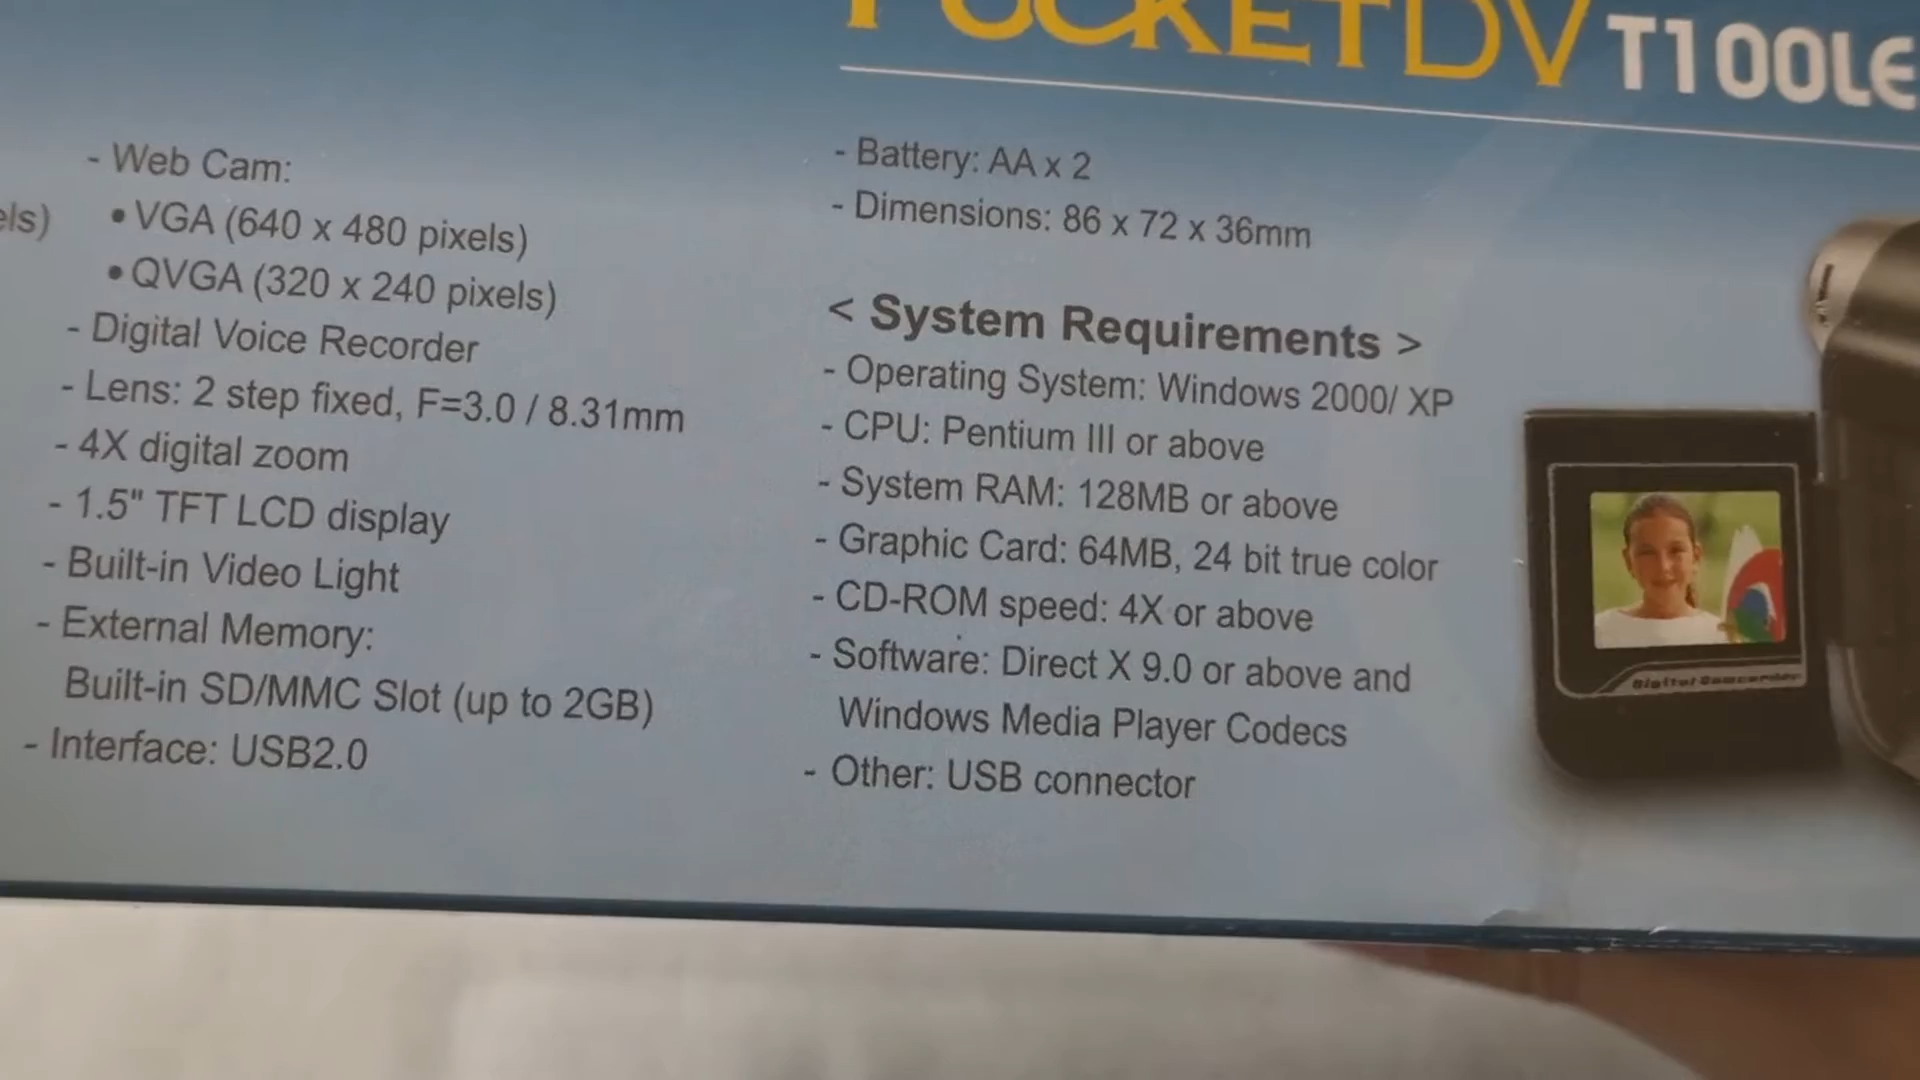 POCKETDV T100LE
els)
- Web Cam:
• VGA (640 x 480 pixels)
• QVGA (320 x 240 pixels)
- Digital Voice Recorder
- Lens: 2 step fixed, F=3.0 / 8.31mm
- 4X digital zoom
- 1.5" TFT LCD display
- Built-in Video Light
- External Memory:
Built-in SD/MMC Slot (up to 2GB)
- Interface: USB2.0
- Battery: AA x 2
- Dimensions: 86 x 72 x 36mm
< System Requirements >
- Operating System: Windows 2000/ XP
- CPU: Pentium III or above
- System RAM: 128MB or above
- Graphic Card: 64MB, 24 bit true color
- CD-ROM speed: 4X or above
- Software: Direct X 9.0 or above and
Windows Media Player Codecs
- Other: USB connector
Digital Camcorder